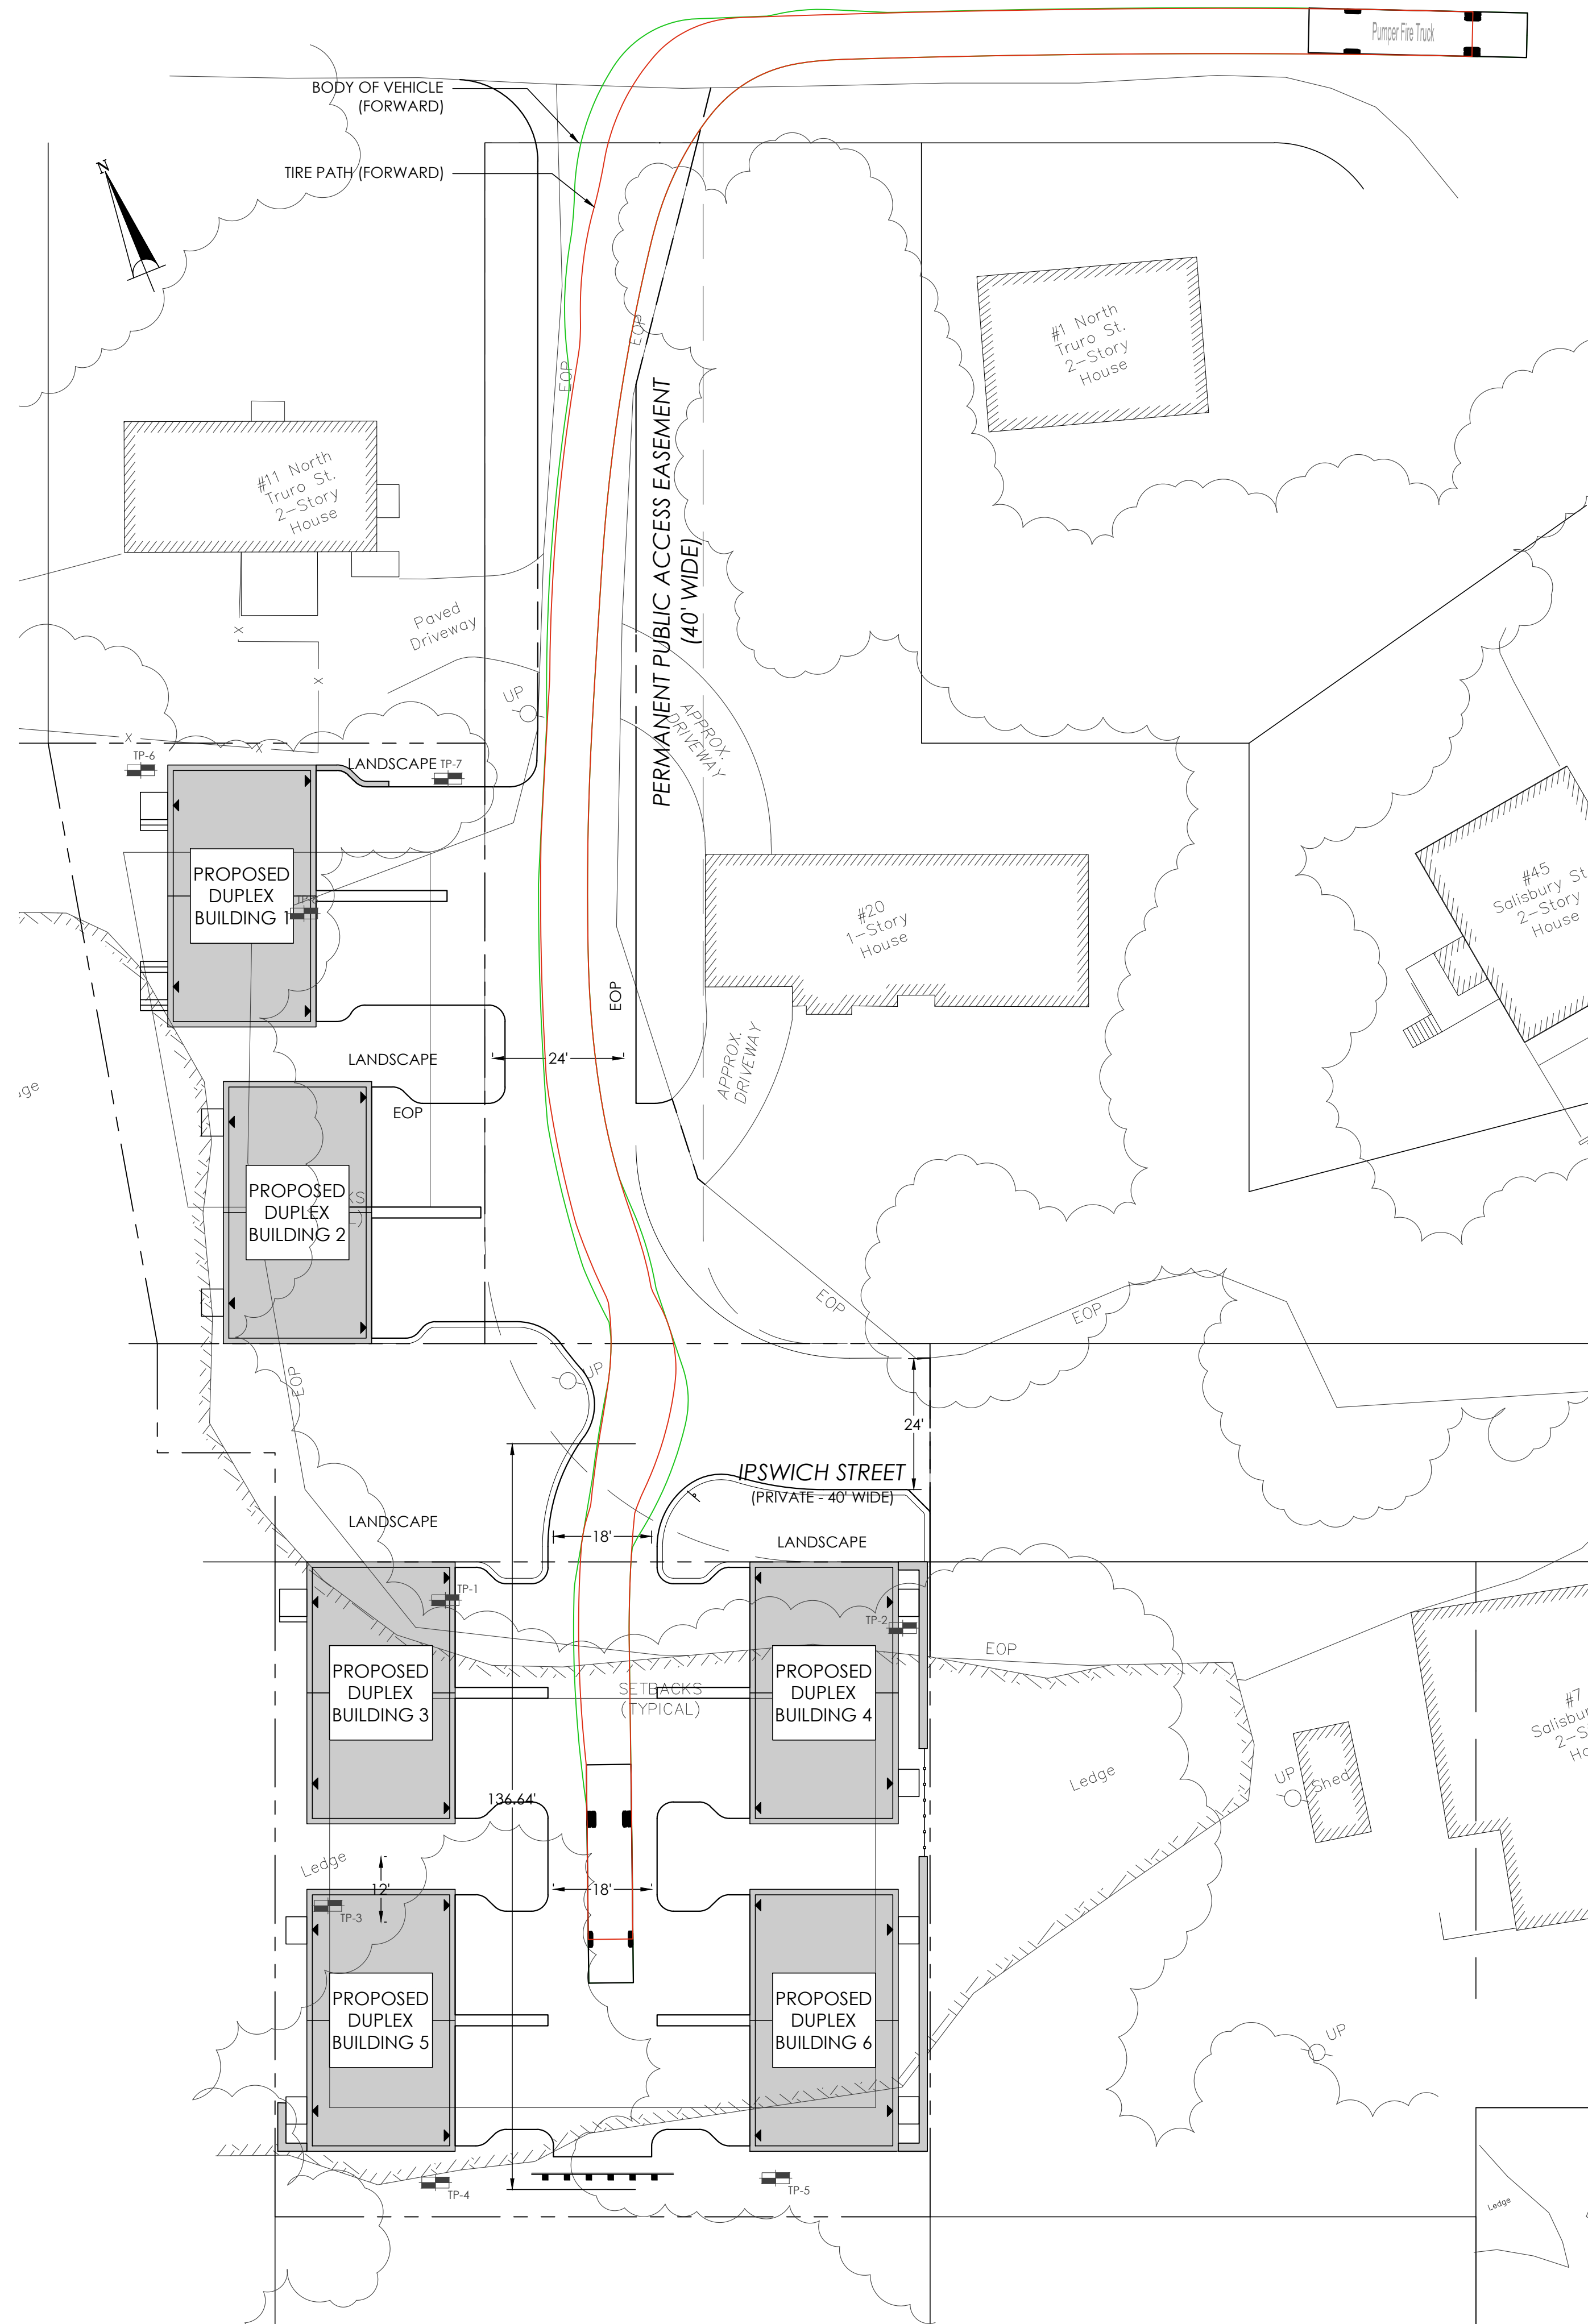 Pumper Fire Truck
BODY OF VEHICLE
(FORWARD)
TIRE PATH (FORWARD)
N
#1 North
Truro St.
2-Story
House
EOP
EOP
PERMANENT PUBLIC ACCESS EASEMENT
(40' WIDE)
#11 North
Truro St.
2-Story
House
Paved
Driveway
X
X
UP
X
X
APPROX.
DRIVEWAY
TP-6
LANDSCAPE
TP-7
PROPOSED
DUPLEX
BUILDING 1
#20
1-Story
House
#45
Salisbury St
2-Story
House
EOP
24'
LANDSCAPE
EOP
APPROX.
DRIVEWAY
PROPOSED
DUPLEX
BUILDING 2
EOP
EOP
EOP
UP
24'
IPSWICH STREET
(PRIVATE - 40' WIDE)
LANDSCAPE
18'
LANDSCAPE
TP-1
TP-2
EOP
PROPOSED
DUPLEX
BUILDING 3
SETBACKS
(TYPICAL)
PROPOSED
DUPLEX
BUILDING 4
#7
Ledge
UP
Shed
136.64'
Ledge
12'
18'
TP-3
PROPOSED
DUPLEX
BUILDING 5
PROPOSED
DUPLEX
BUILDING 6
UP
TP-4
TP-5
Ledge